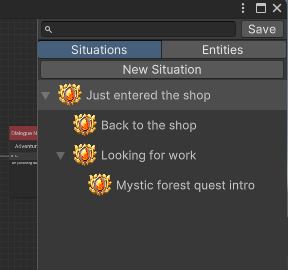 Save
Situations
Entities
New Situation
Just entered the shop
Back to the shop
Looking for work
Mystic forest quest intro
Dialogue N
Adventur